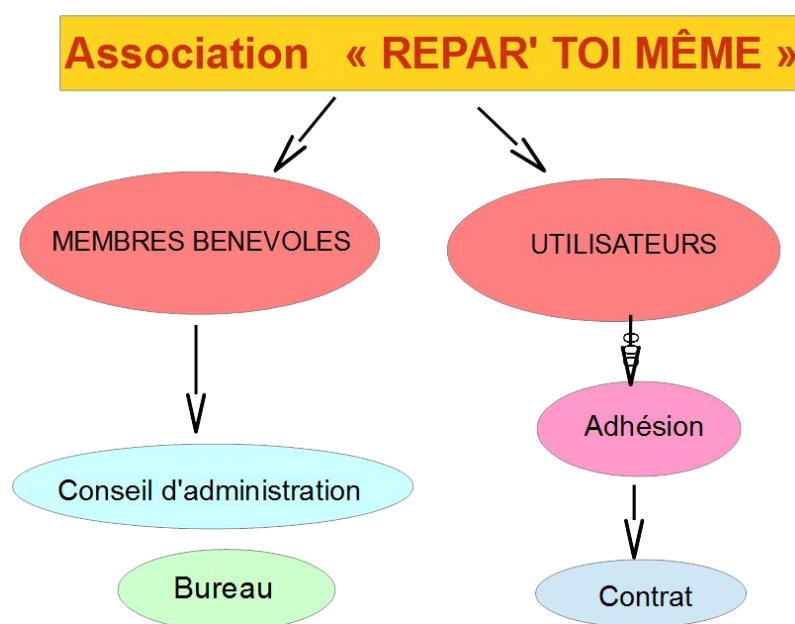 Association « REPAR' TOI MÊME »
MEMBRES BENEVOLES
UTILISATEURS
Adhésion
Conseil d'administration
Bureau
Contrat